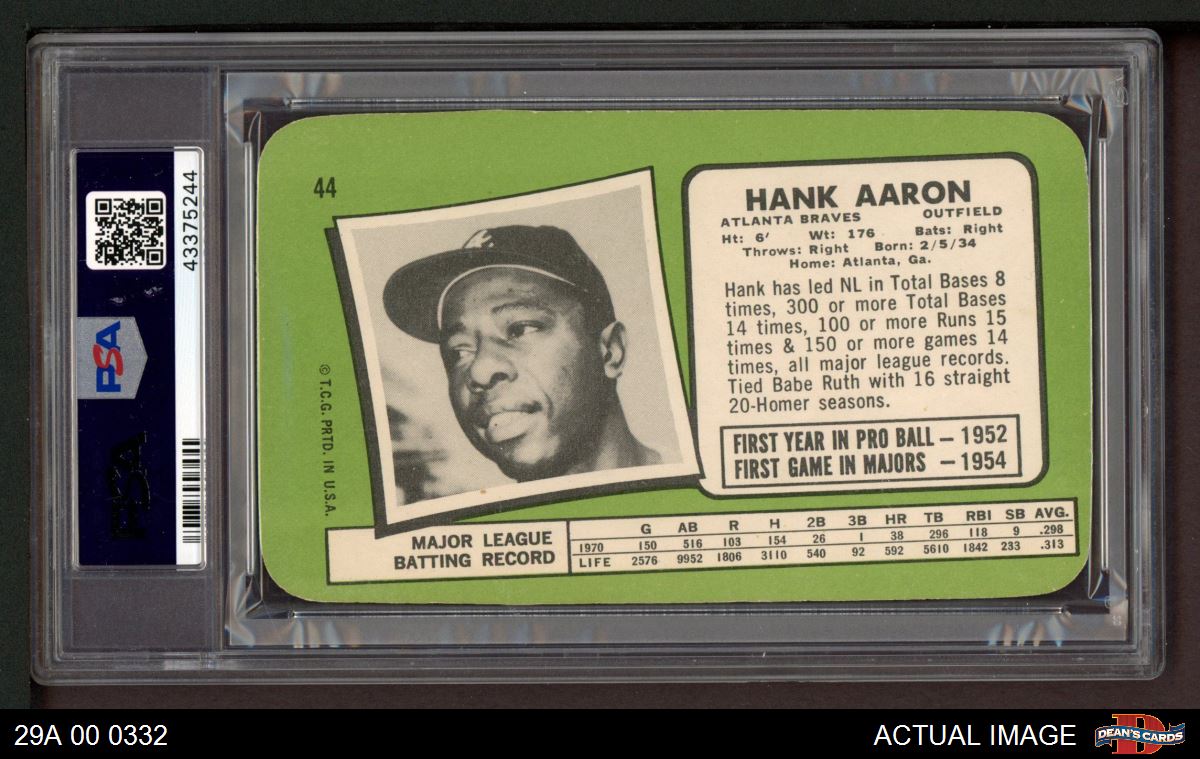 43375244
PSA
PSA
44
© T.C.G. PRTD. IN U.S.A.
HANK AARON
ATLANTA BRAVES OUTFIELD
Ht: 6' Wt: 176 Bats: Right
Throws: Right Born: 2/5/34
Home: Atlanta, Ga.
Hank has led NL in Total Bases 8
times, 300 or more Total Bases
14 times, 100 or more Runs 15
times & 150 or more games 14
times, all major league records.
Tied Babe Ruth with 16 straight
20-Homer seasons.
FIRST YEAR IN PRO BALL – 1952
FIRST GAME IN MAJORS – 1954
MAJOR LEAGUE
BATTING RECORD
G AB R H 2B 3B HR TB RBI SB AVG.
1970 150 516 103 154 26 1 38 296 118 9 .298
LIFE 2576 9952 1806 3110 540 92 592 5610 1842 233 .313
29A 00 0332
ACTUAL IMAGE
D
DEAN'S CARDS